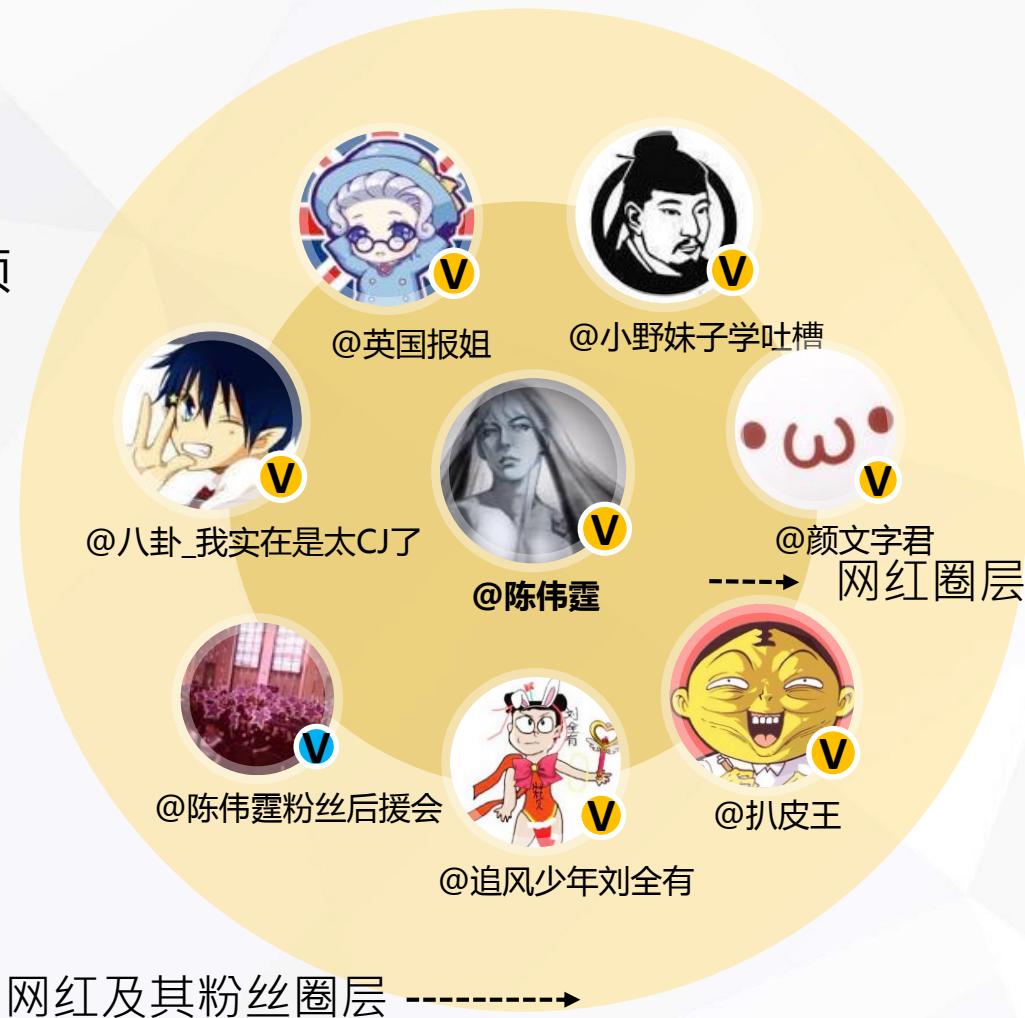 V
V
@英国报姐
@小野妹子学吐槽
V
V
V
@八卦_我实在是太CJ了
@颜文字君
@陈伟霆
网红圈层
V
V
@陈伟霆粉丝后援会
刘全有
V
@扒皮王
@追风少年刘全有
网红及其粉丝圈层